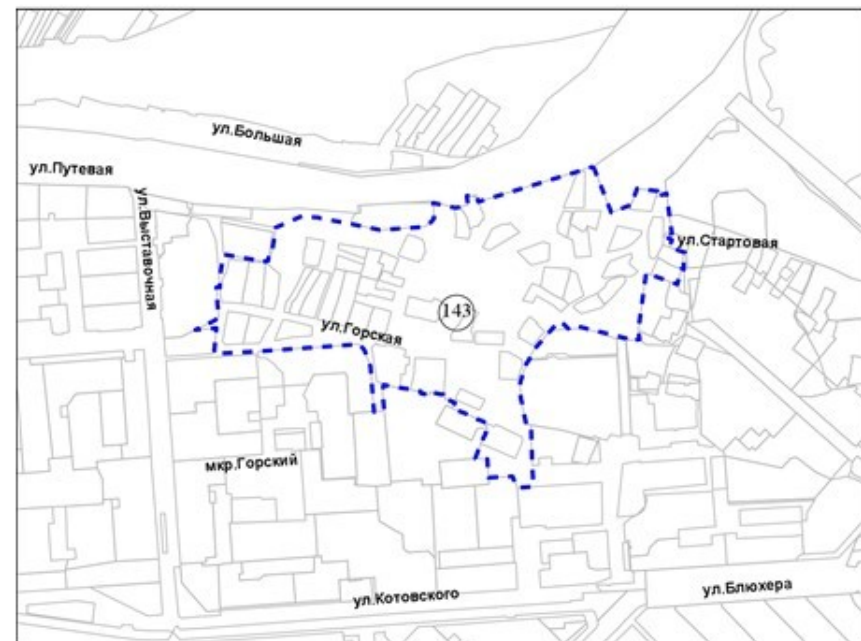 ул.Большая
ул.Путевая
ул.Выставочная
ул.Стартовая
143
ул.Горская
мкр.Горский
ул.Котовского
ул.Блюхера